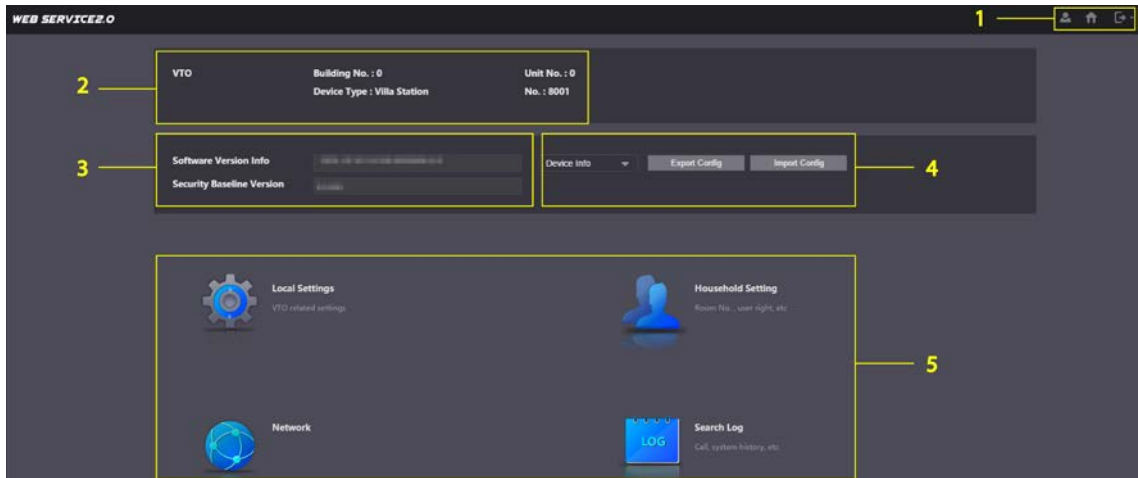 WEB SERVICE2.0
1
2
VTO Building No. : 0 Unit No. : 0
Device Type : Villa Station No. : 8001
3
Software Version Info
Security Baseline Version
Device Info Export Config Import Config
4
Local Settings
VTO related settings
Household Setting
Room No., user right, etc
5
Network
LOG
Search Log
Call, system history, etc